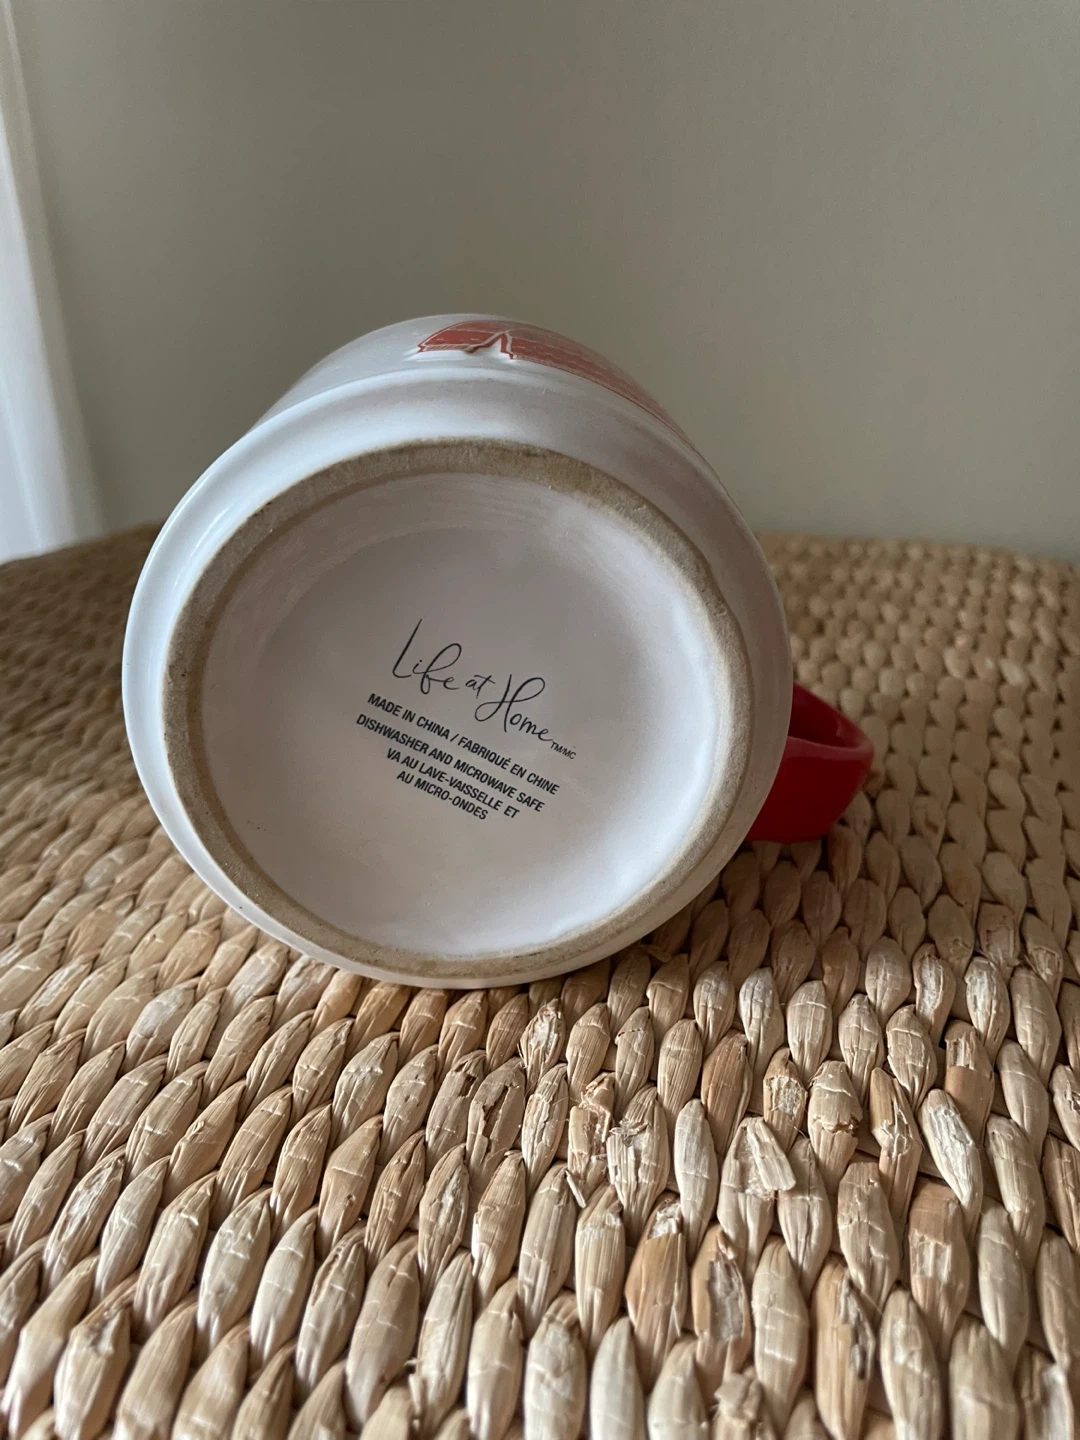 Life at Home TM/MC
MADE IN CHINA / FABRIQUÉ EN CHINE
DISHWASHER AND MICROWAVE SAFE
VA AU LAVE-VAISSELLE ET
AU MICRO-ONDES